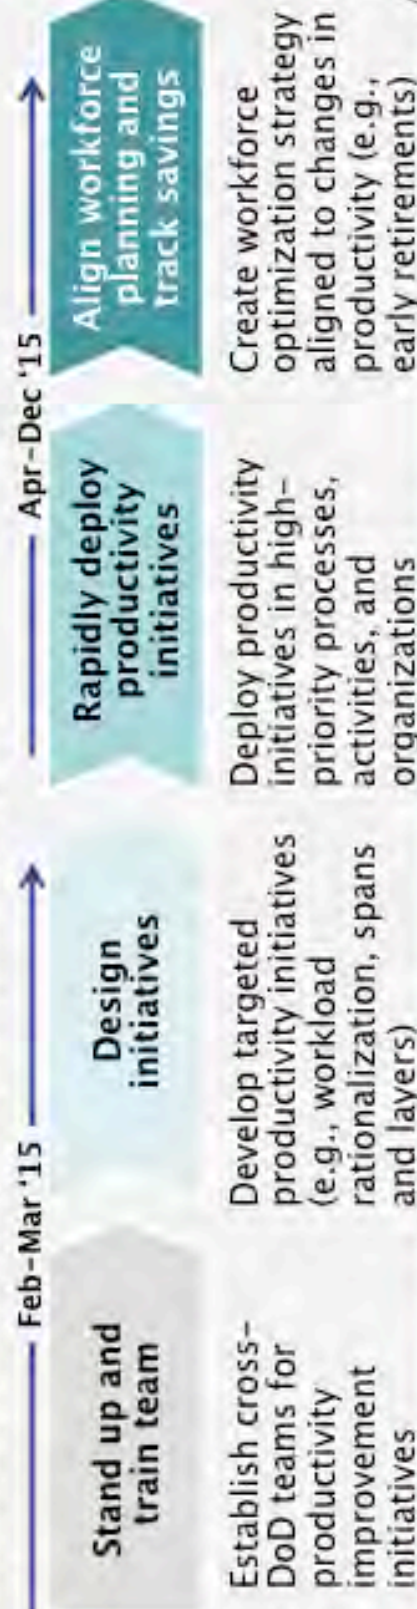 Feb-Mar '15
Apr-Dec '15
Stand up and
train team
Design
initiatives
Rapidly deploy
productivity
initiatives
Align workforce
planning and
track savings
Establish cross-
DoD teams for
productivity
improvement
initiatives
Develop targeted
productivity initiatives
(e.g., workload
rationalization, spans
and layers)
Deploy productivity
initiatives in high-
priority processes,
activities, and
organizations
Create workforce
optimization strategy
aligned to changes in
productivity (e.g.,
early retirements)